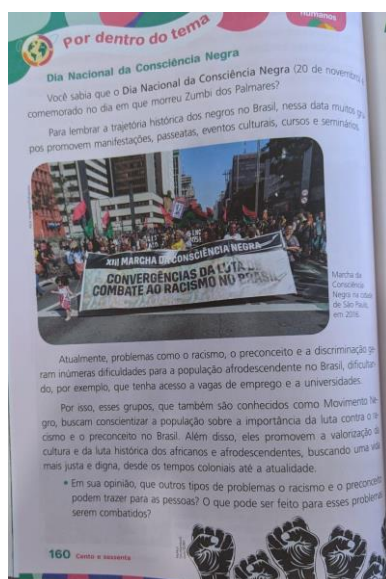 humanos
Por dentro do tema
Dia Nacional da Consciência Negra
Você sabia que o Dia Nacional da Consciência Negra (20 de novembro) é
comemorado no dia em que morreu Zumbi dos Palmares?
Para lembrar a trajetória histórica dos negros no Brasil, nessa data muitos gru
pos promovem manifestações, passeatas, eventos culturais, cursos e seminários.
XIII MARCHA DA CONSCIÊNCIA NEGRA
CONVERGÊNCIAS DA LUTA DE
COMBATE AO RACISMO NO BRASIL
Marcha da
Consciência
Negra na cidade
de São Paulo,
em 2016.
Atualmente, problemas como o racismo, o preconceito e a discriminação ge-
ram inúmeras dificuldades para a população afrodescendente no Brasil, dificultan-
do, por exemplo, que tenha acesso a vagas de emprego e a universidades.
Por isso, esses grupos, que também são conhecidos como Movimento Ne-
gro, buscam conscientizar a população sobre a importância da luta contra o ra
cismo e o preconceito no Brasil. Além disso, eles promovem a valorização da
cultura e da luta histórica dos africanos e afrodescendentes, buscando uma vida
mais justa e digna, desde os tempos coloniais até a atualidade.
• Em sua opinião, que outros tipos de problemas o racismo e o preconceito
podem trazer para as pessoas? O que pode ser feito para esses problemas
serem combatidos?
160 Cento e sessenta